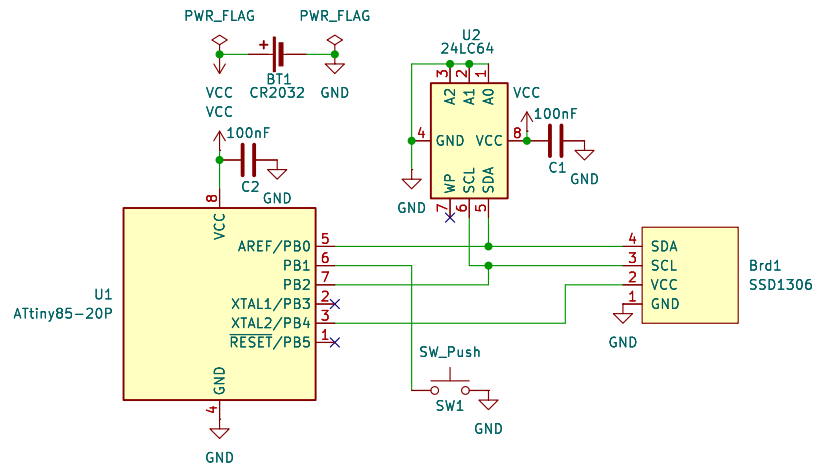 PWR_FLAG
PWR_FLAG
+
BT1
CR2032
VCC
GND
VCC
100nF
C2
GND
U2
24LC64
3
2
1
A2
A1
A0
4
GND
VCC
8
WP
SCL
SDA
7
6
5
GND
VCC
100nF
C1
GND
8
VCC
U1
ATtiny85-20P
AREF/PB0
5
PB1
6
PB2
7
XTAL1/PB3
2
XTAL2/PB4
3
RESET/PB5
1
GND
4
GND
SW_Push
SW1
GND
4
SDA
3
SCL
2
VCC
1
GND
Brd1
SSD1306
GND